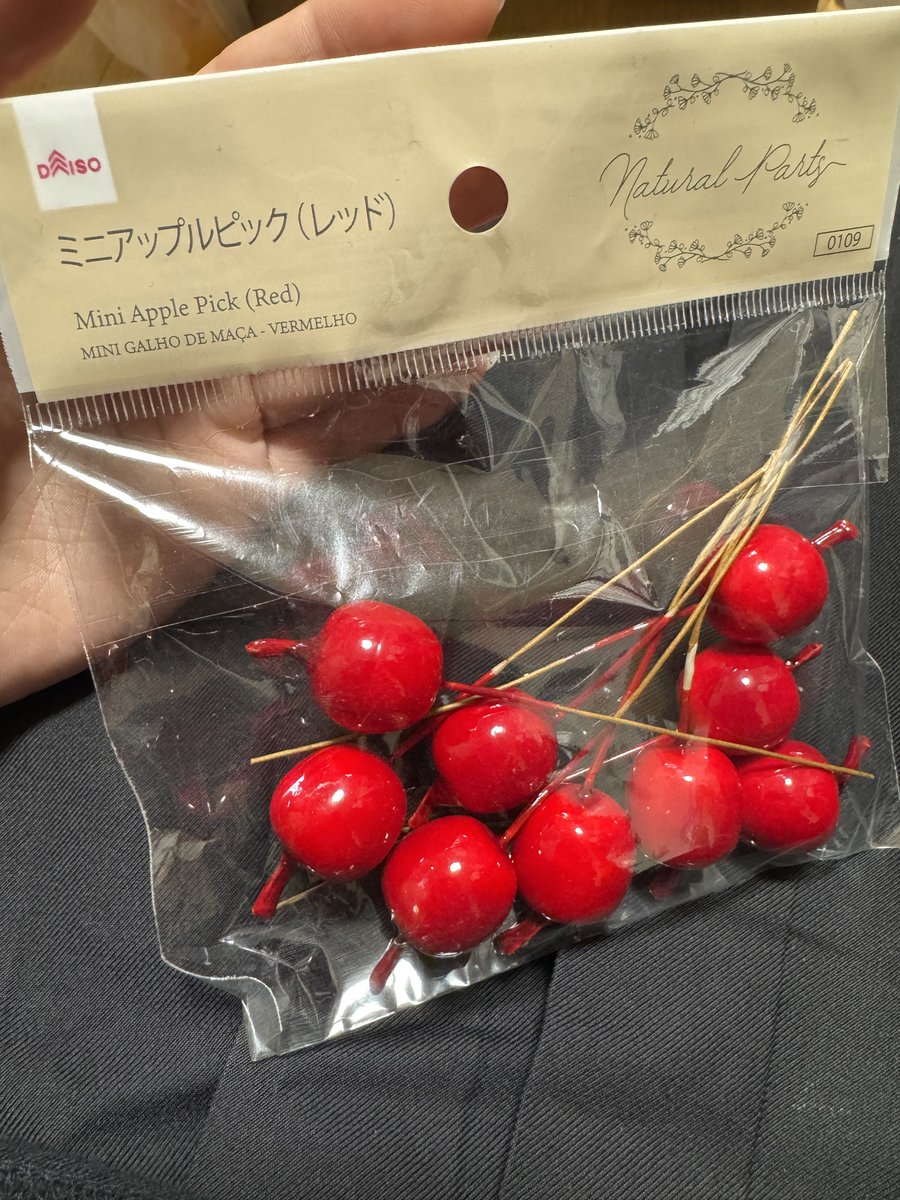 DAISO
ミニアップルピック(レッド)
Mini Apple Pick (Red)
MINI GALHO DE MAÇA - VERMELHO
Natural Parts
0109